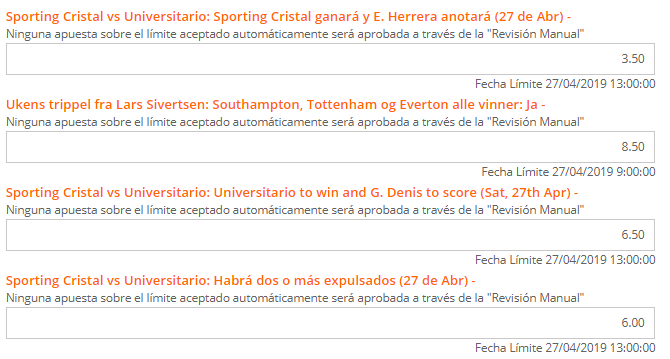 Sporting Cristal vs Universitario: Sporting Cristal ganará y E. Herrera anotará (27 de Abr) -
Ninguna apuesta sobre el límite aceptado automáticamente será aprobada a través de la "Revisión Manual"
3.50
Fecha Límite 27/04/2019 13:00:00
Ukens trippel fra Lars Sivertsen: Southampton, Tottenham og Everton alle vinner: Ja -
Ninguna apuesta sobre el límite aceptado automáticamente será aprobada a través de la "Revisión Manual"
8.50
Fecha Límite 27/04/2019 9:00:00
Sporting Cristal vs Universitario: Universitario to win and G. Denis to score (Sat, 27th Apr) -
Ninguna apuesta sobre el límite aceptado automáticamente será aprobada a través de la "Revisión Manual"
6.50
Fecha Límite 27/04/2019 13:00:00
Sporting Cristal vs Universitario: Habrá dos o más expulsados (27 de Abr) -
Ninguna apuesta sobre el límite aceptado automáticamente será aprobada a través de la "Revisión Manual"
6.00
Fecha Límite 27/04/2019 13:00:00